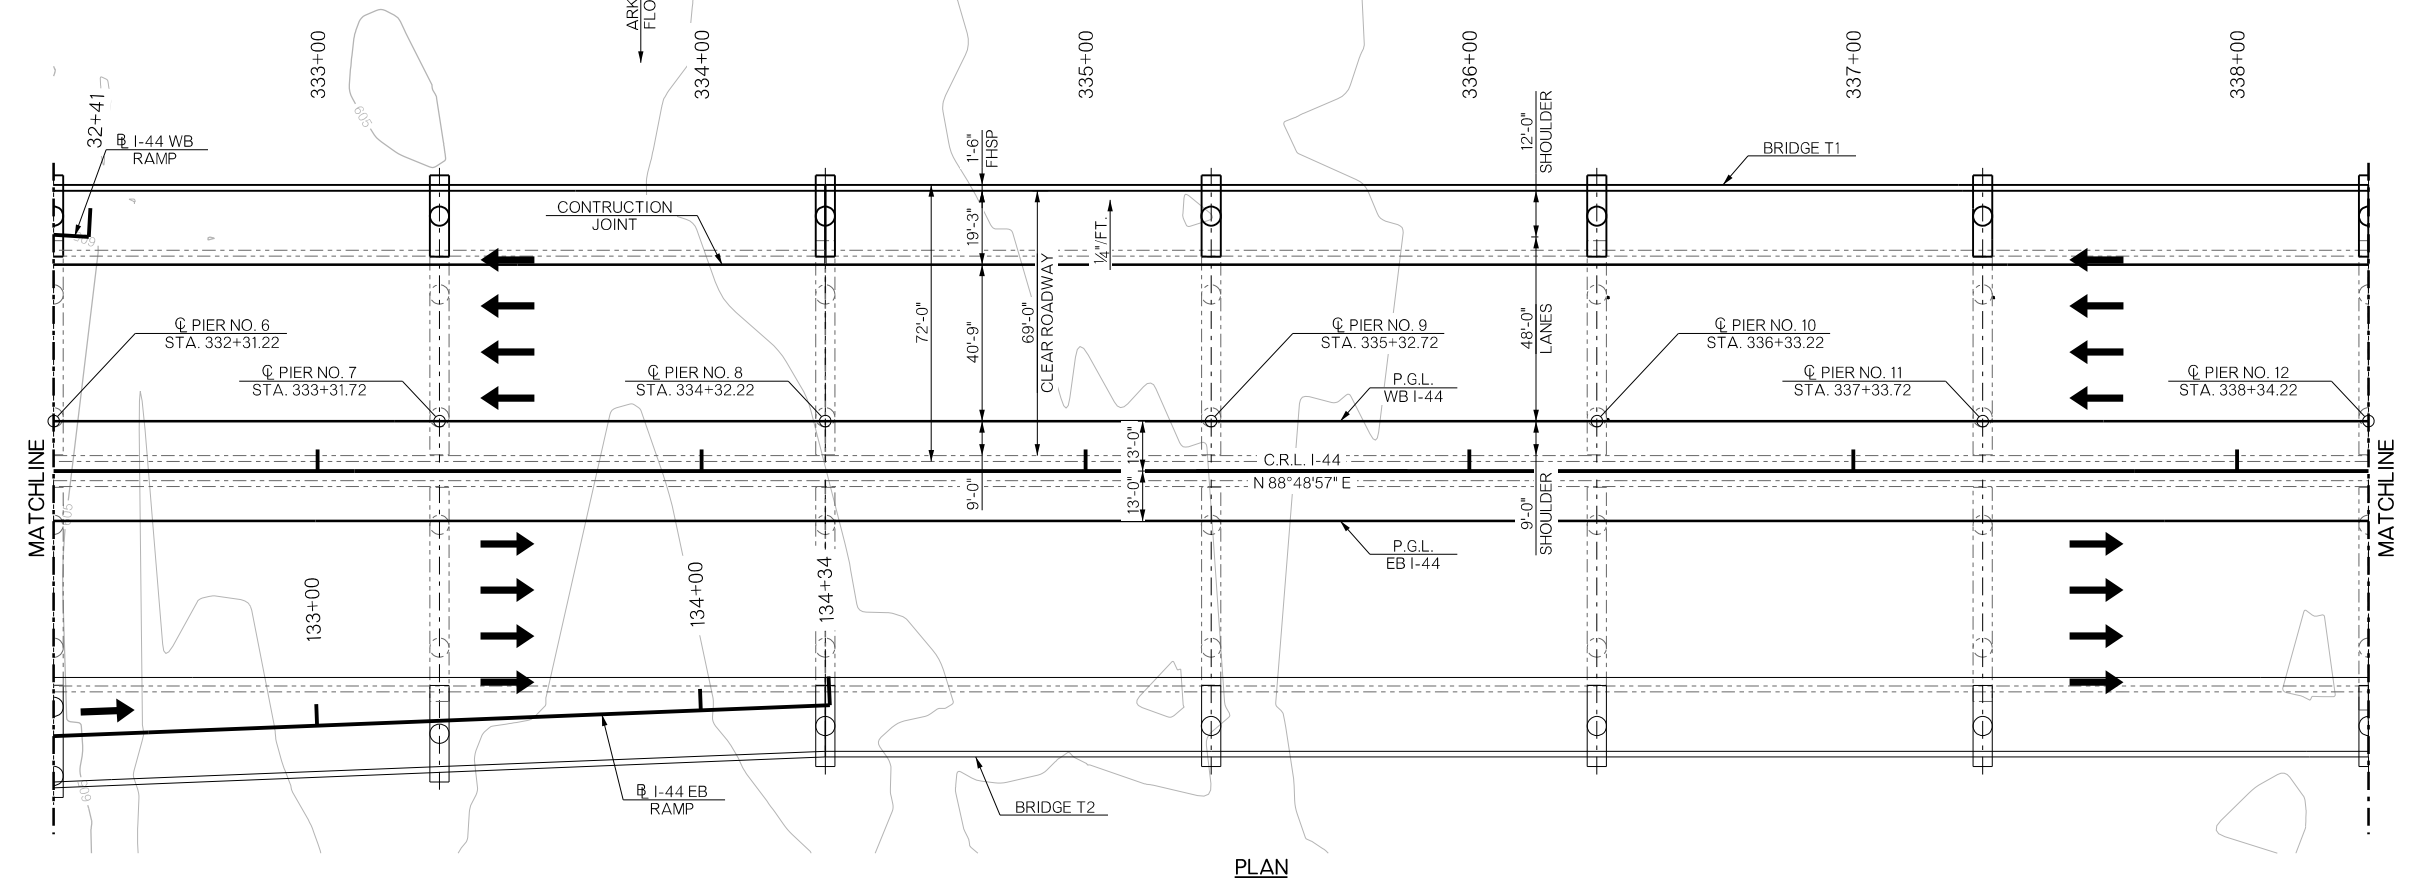 ARK
FLO
333+00
334+00
335+00
336+00
337+00
338+00
32+41
605
℄ I-44 WB
RAMP
1'-6"
FHSP
12'-0"
SHOULDER
BRIDGE T1
CONTRUCTION
JOINT
19'-3"
¼"/FT.
609
72'-0"
40'-9"
69'-0"
CLEAR ROADWAY
48'-0"
LANES
℄ PIER NO. 6
STA. 332+31.22
℄ PIER NO. 7
STA. 333+31.72
℄ PIER NO. 8
STA. 334+32.22
℄ PIER NO. 9
STA. 335+32.72
℄ PIER NO. 10
STA. 336+33.22
℄ PIER NO. 11
STA. 337+33.72
℄ PIER NO. 12
STA. 338+34.22
P.G.L.
WB I-44
MATCHLINE
MATCHLINE
13'-0"
C.R.L. I-44
N 88°48'57" E
9'-0"
13'-0"
9'-0"
SHOULDER
605
P.G.L.
EB I-44
133+00
134+00
134+34
℄ I-44 EB
RAMP
BRIDGE T2
605
PLAN